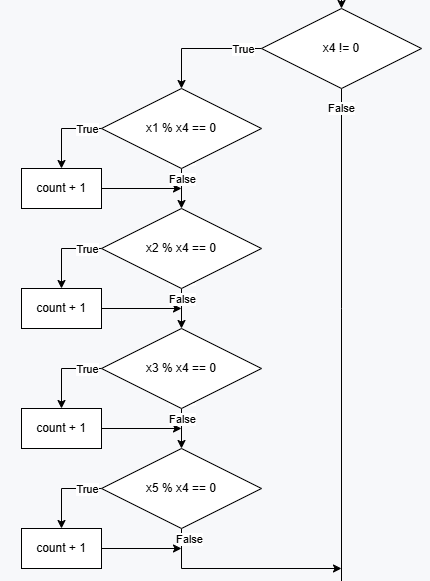 x4 != 0
True
False
x1 % x4 == 0
True
False
count + 1
x2 % x4 == 0
True
False
count + 1
x3 % x4 == 0
True
False
count + 1
x5 % x4 == 0
True
False
count + 1